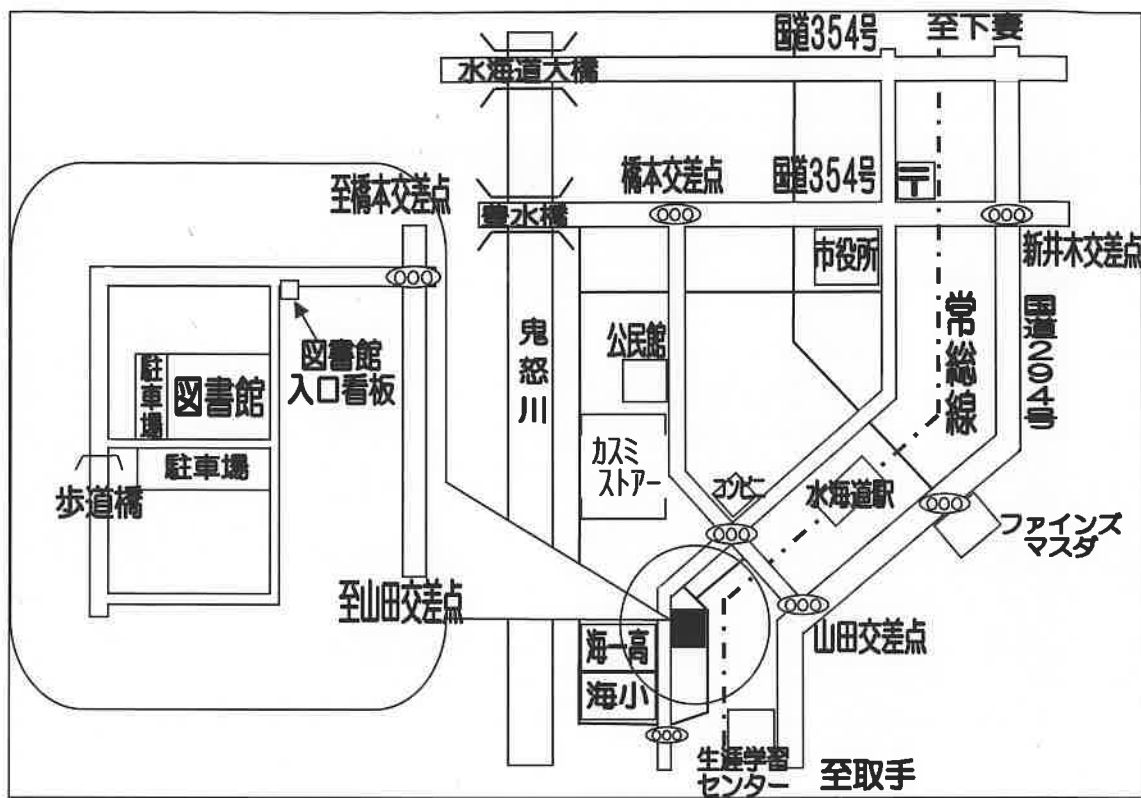 国道354号
至下妻
水海道大橋
橋本交差点
国道354号
〒
至橋本交差点
豊水橋
新井木交差点
市役所
鬼怒川
公民館
常総線
国道294号
図書館
入口看板
駐車場
図書館
駐車場
歩道橋
カスミ
ストアー
コンビニ
水海道駅
ファインズ
マスダ
至山田交差点
山田交差点
海一高
海小
生涯学習
センター
至取手